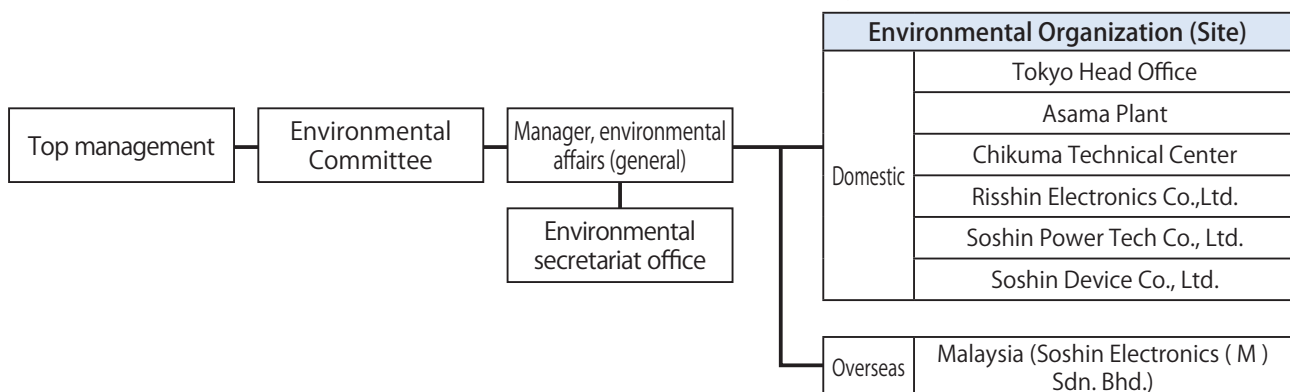 Top management
Environmental
Committee
Manager, environmental
affairs (general)
Environmental
secretariat office
Environmental Organization (Site)
Domestic
Tokyo Head Office
Asama Plant
Chikuma Technical Center
Risshin Electronics Co.,Ltd.
Soshin Power Tech Co., Ltd.
Soshin Device Co., Ltd.
Overseas
Malaysia (Soshin Electronics ( M )
Sdn. Bhd.)